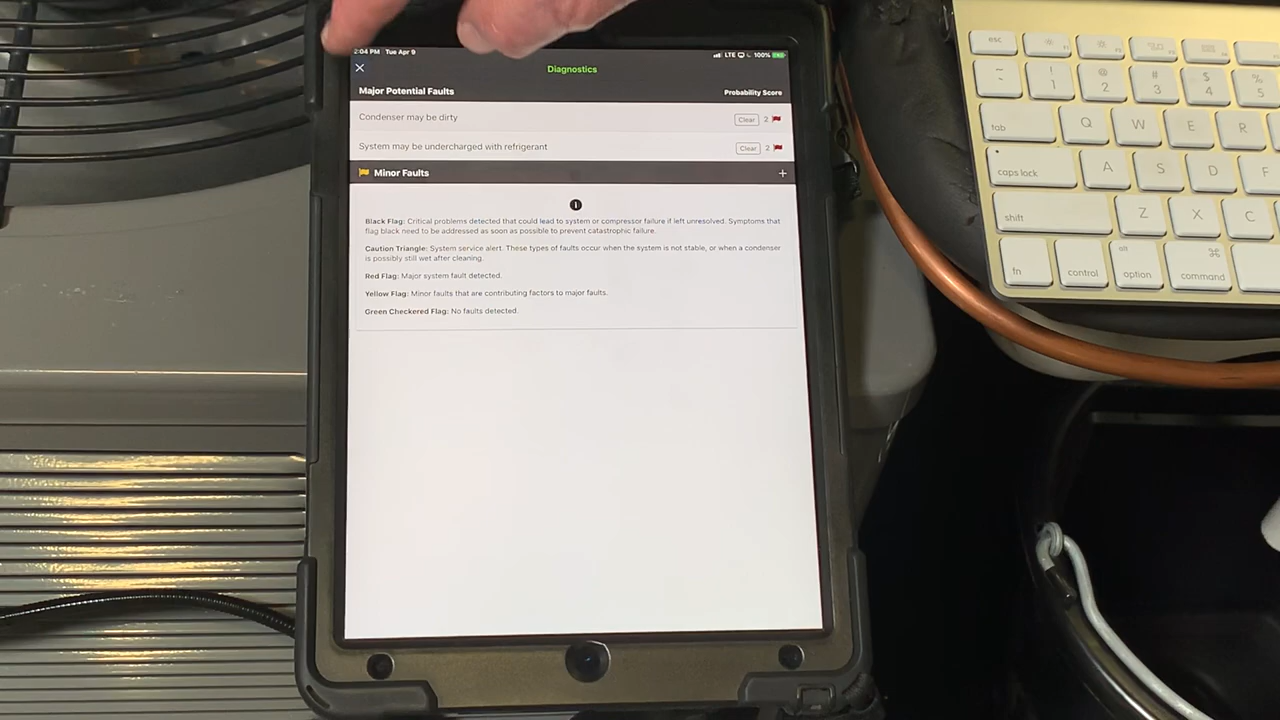 2:04 PM Tue Apr 9
LTE 100%
Diagnostics
Major Potential Faults Probability Score
Condenser may be dirty Clear 2
System may be undercharged with refrigerant Clear 2
Minor Faults +
Black Flag: Critical problems detected that could lead to system or compressor failure if left unresolved. Symptoms that
flag black need to be addressed as soon as possible to prevent catastrophic failure.
Caution Triangle: System service alert. These types of faults occur when the system is not stable, or when a condenser
is possibly still wet after cleaning.
Red Flag: Major system fault detected.
Yellow Flag: Minor faults that are contributing factors to major faults.
Green Checkered Flag: No faults detected.
esc
~ ! @ # $ %
1 2 3 4 5
tab Q W E R
caps lock A S D F
shift Z X C
fn control alt option ⌘ command